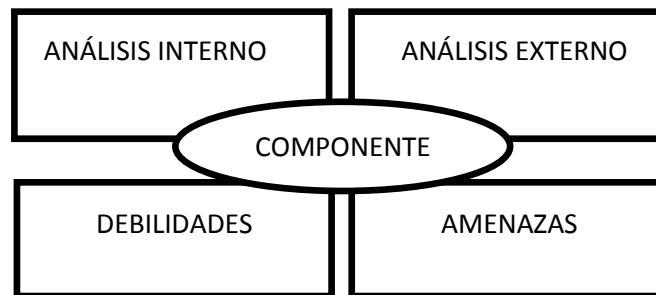 ANÁLISIS INTERNO
ANÁLISIS EXTERNO
COMPONENTE
DEBILIDADES
AMENAZAS